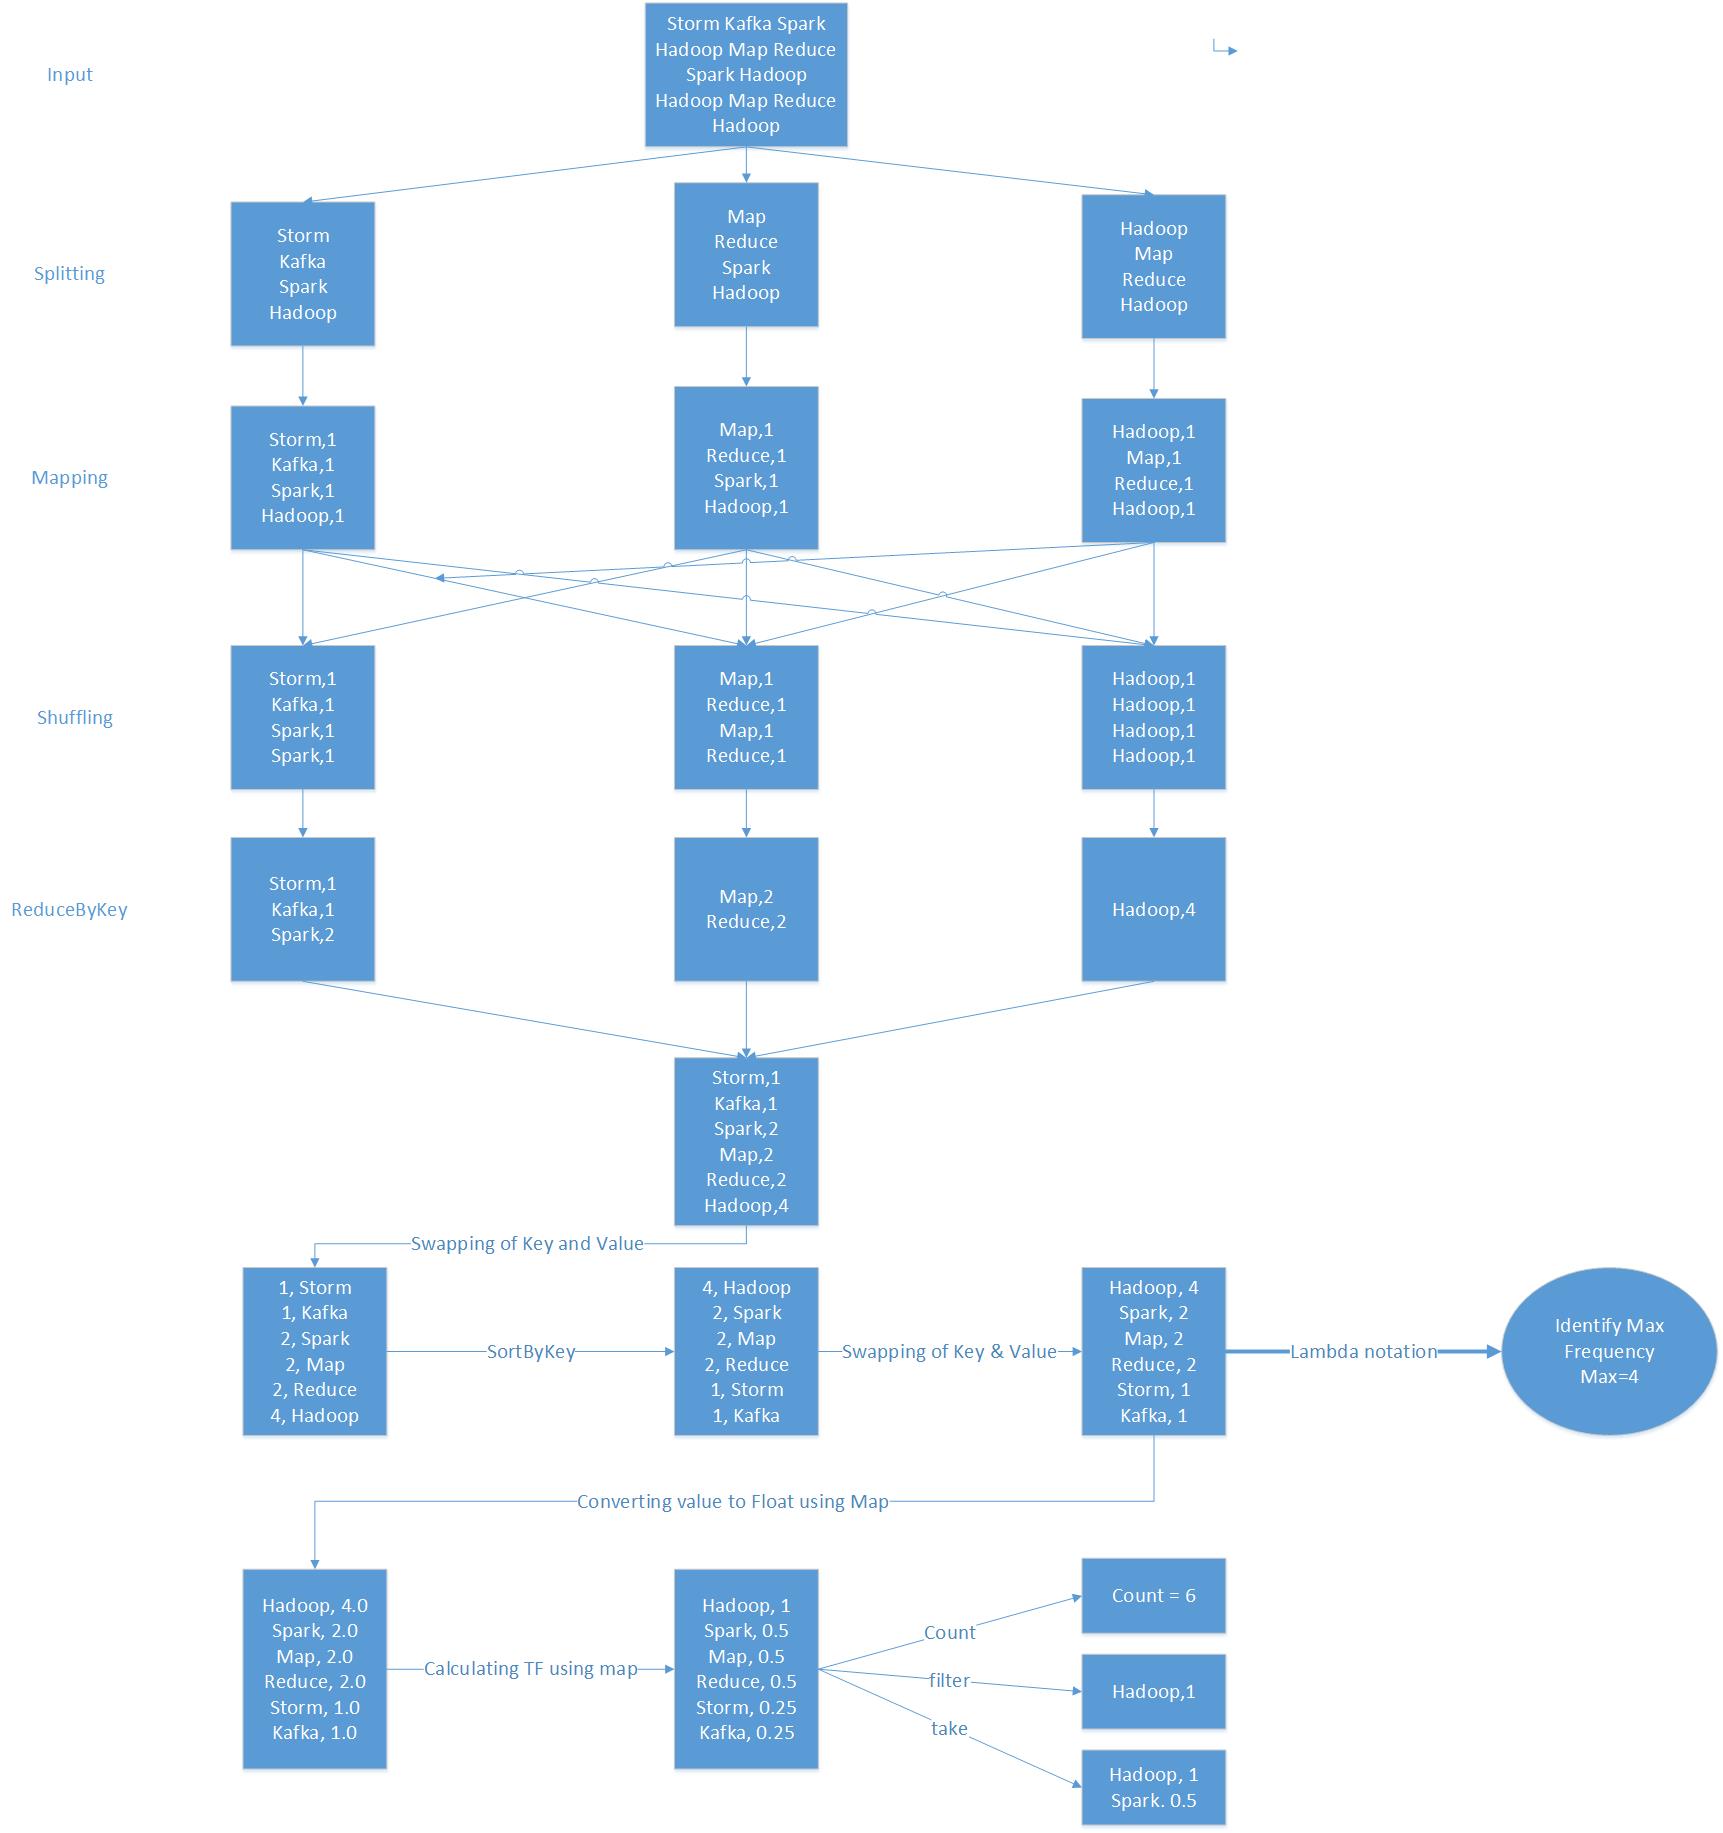 Input
Storm Kafka Spark
Hadoop Map Reduce
Spark Hadoop
Hadoop Map Reduce
Hadoop
Splitting
Storm
Kafka
Spark
Hadoop
Map
Reduce
Spark
Hadoop
Hadoop
Map
Reduce
Hadoop
Mapping
Storm,1
Kafka,1
Spark,1
Hadoop,1
Map,1
Reduce,1
Spark,1
Hadoop,1
Hadoop,1
Map,1
Reduce,1
Hadoop,1
Shuffling
Storm,1
Kafka,1
Spark,1
Spark,1
Map,1
Reduce,1
Map,1
Reduce,1
Hadoop,1
Hadoop,1
Hadoop,1
Hadoop,1
ReduceByKey
Storm,1
Kafka,1
Spark,2
Map,2
Reduce,2
Hadoop,4
Storm,1
Kafka,1
Spark,2
Map,2
Reduce,2
Hadoop,4
Swapping of Key and Value
1, Storm
1, Kafka
2, Spark
2, Map
2, Reduce
4, Hadoop
SortByKey
4, Hadoop
2, Spark
2, Map
2, Reduce
1, Storm
1, Kafka
Swapping of Key & Value
Hadoop, 4
Spark, 2
Map, 2
Reduce, 2
Storm, 1
Kafka, 1
Lambda notation
Identify Max
Frequency
Max=4
Converting value to Float using Map
Hadoop, 4.0
Spark, 2.0
Map, 2.0
Reduce, 2.0
Storm, 1.0
Kafka, 1.0
Calculating TF using map
Hadoop, 1
Spark, 0.5
Map, 0.5
Reduce, 0.5
Storm, 0.25
Kafka, 0.25
Count
Count = 6
filter
Hadoop,1
take
Hadoop, 1
Spark. 0.5